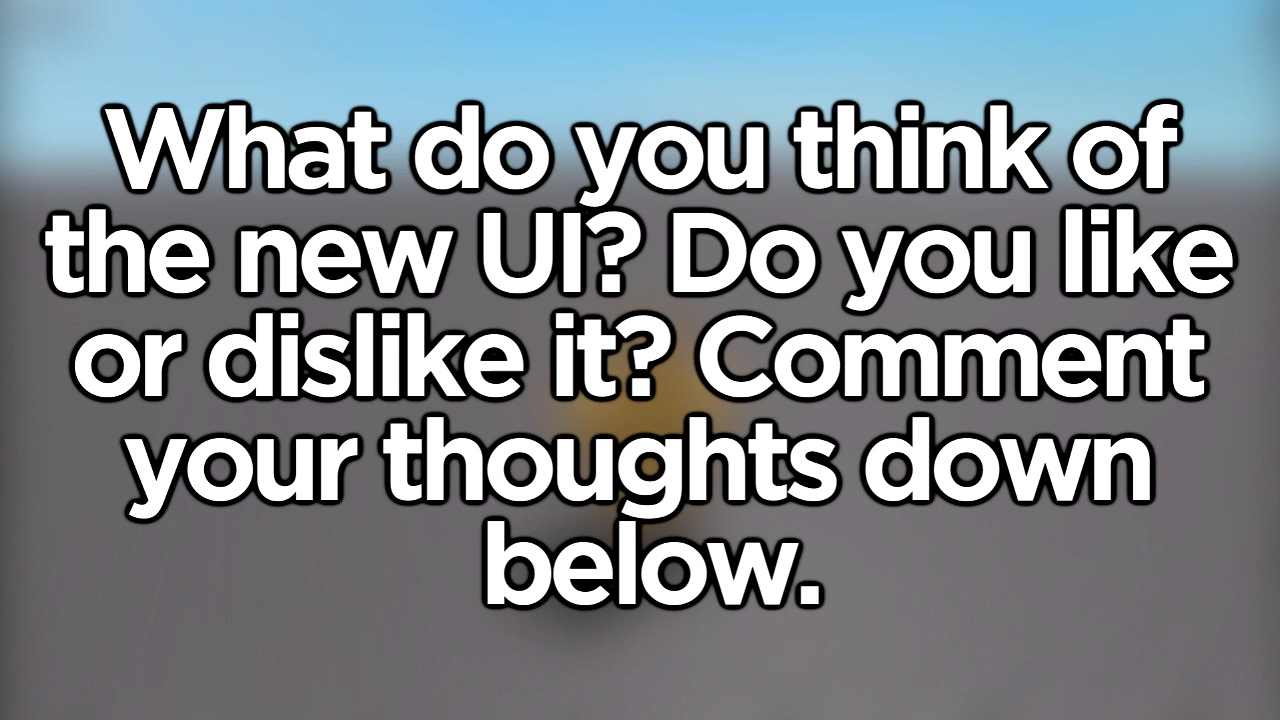 What do you think of
the new UI? Do you like
or dislike it? Comment
your thoughts down
below.